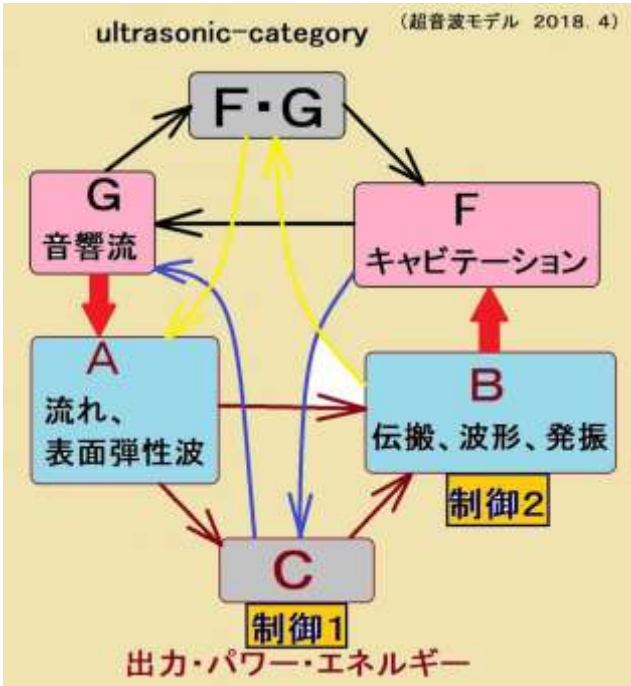 ultrasonic-category
(超音波モデル 2018.4)
F・G
G
音響流
F
キャビテーション
A
流れ、
表面弾性波
B
伝搬、波形、発振
制御2
C
制御1
出力・パワー・エネルギー